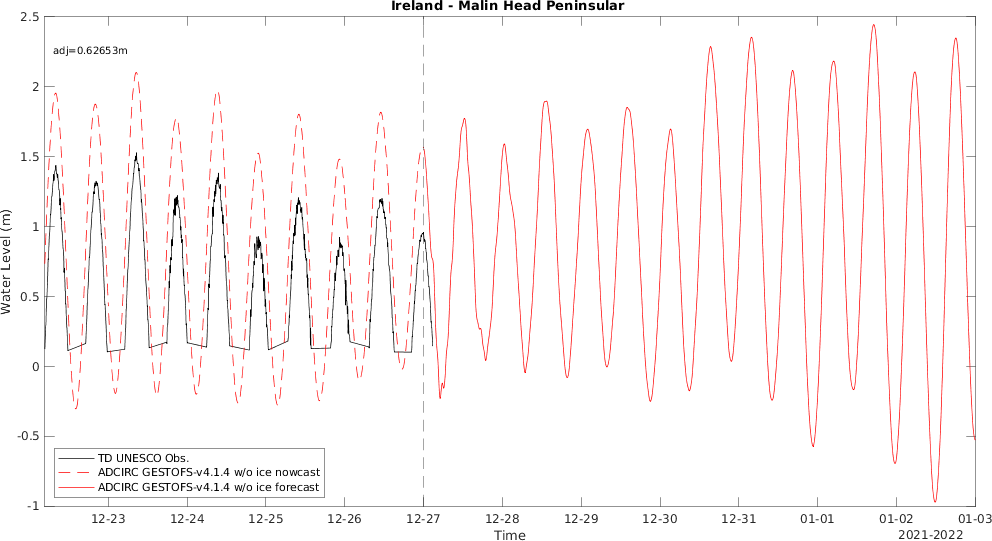 Ireland - Malin Head Peninsular
adj=0.62653m
2.5
2
1.5
1
0.5
0
-0.5
-1
Water Level (m)
TD UNESCO Obs.
ADCIRC GESTOFS-v4.1.4 w/o ice nowcast
ADCIRC GESTOFS-v4.1.4 w/o ice forecast
12-23 12-24 12-25 12-26 12-27 12-28 12-29 12-30 12-31 01-01 01-02 01-03
Time
2021-2022